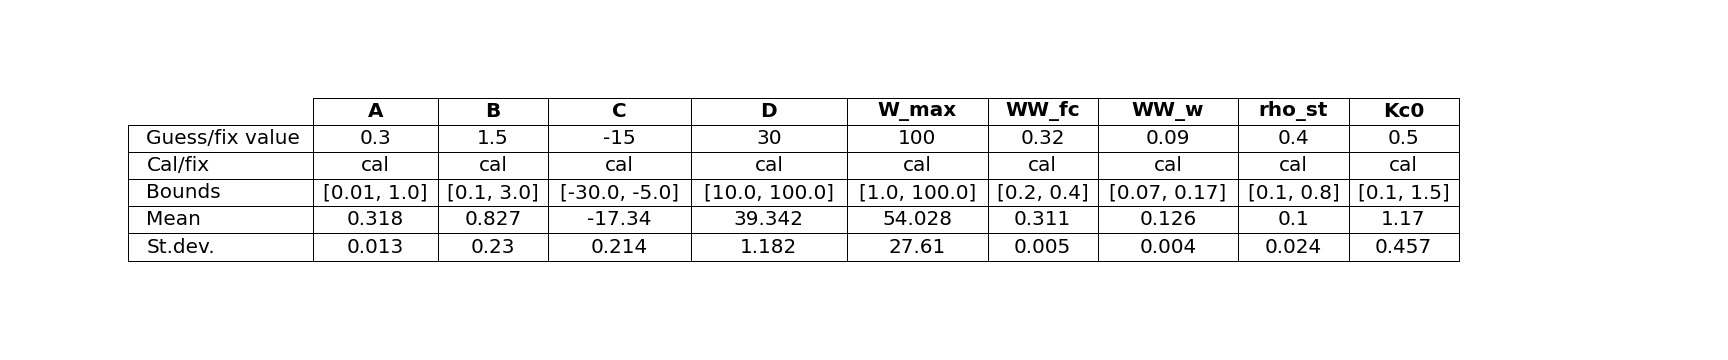 A B C D W_max WW_fc WW_w rho_st Kc0
Guess/fix value 0.3 1.5 -15 30 100 0.32 0.09 0.4 0.5
Cal/fix cal cal cal cal cal cal cal cal cal
Bounds [0.01, 1.0] [0.1, 3.0] [-30.0, -5.0] [10.0, 100.0] [1.0, 100.0] [0.2, 0.4] [0.07, 0.17] [0.1, 0.8] [0.1, 1.5]
Mean 0.318 0.827 -17.34 39.342 54.028 0.311 0.126 0.1 1.17
St.dev. 0.013 0.23 0.214 1.182 27.61 0.005 0.004 0.024 0.457